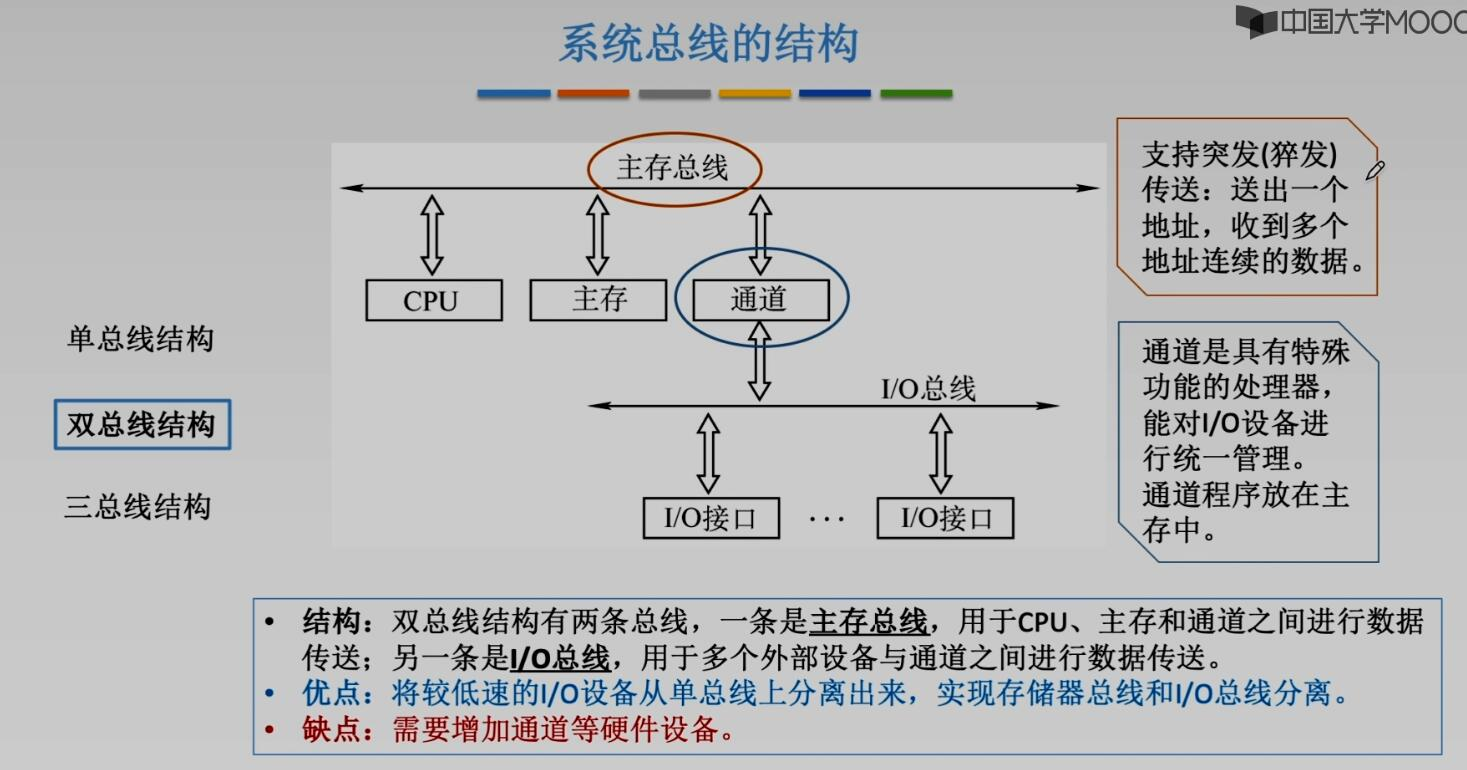 中国大学MOOC
系统总线的结构
主存总线
CPU
主存
通道
I/O总线
I/O接口
···
I/O接口
单总线结构
双总线结构
三总线结构
支持突发(猝发)
传送：送出一个
地址，收到多个
地址连续的数据。
通道是具有特殊
功能的处理器，
能对I/O设备进
行统一管理。
通道程序放在主
存中。
• 结构：双总线结构有两条总线，一条是主存总线，用于CPU、主存和通道之间进行数据
传送；另一条是I/O总线，用于多个外部设备与通道之间进行数据传送。
• 优点：将较低速的I/O设备从单总线上分离出来，实现存储器总线和I/O总线分离。
• 缺点：需要增加通道等硬件设备。